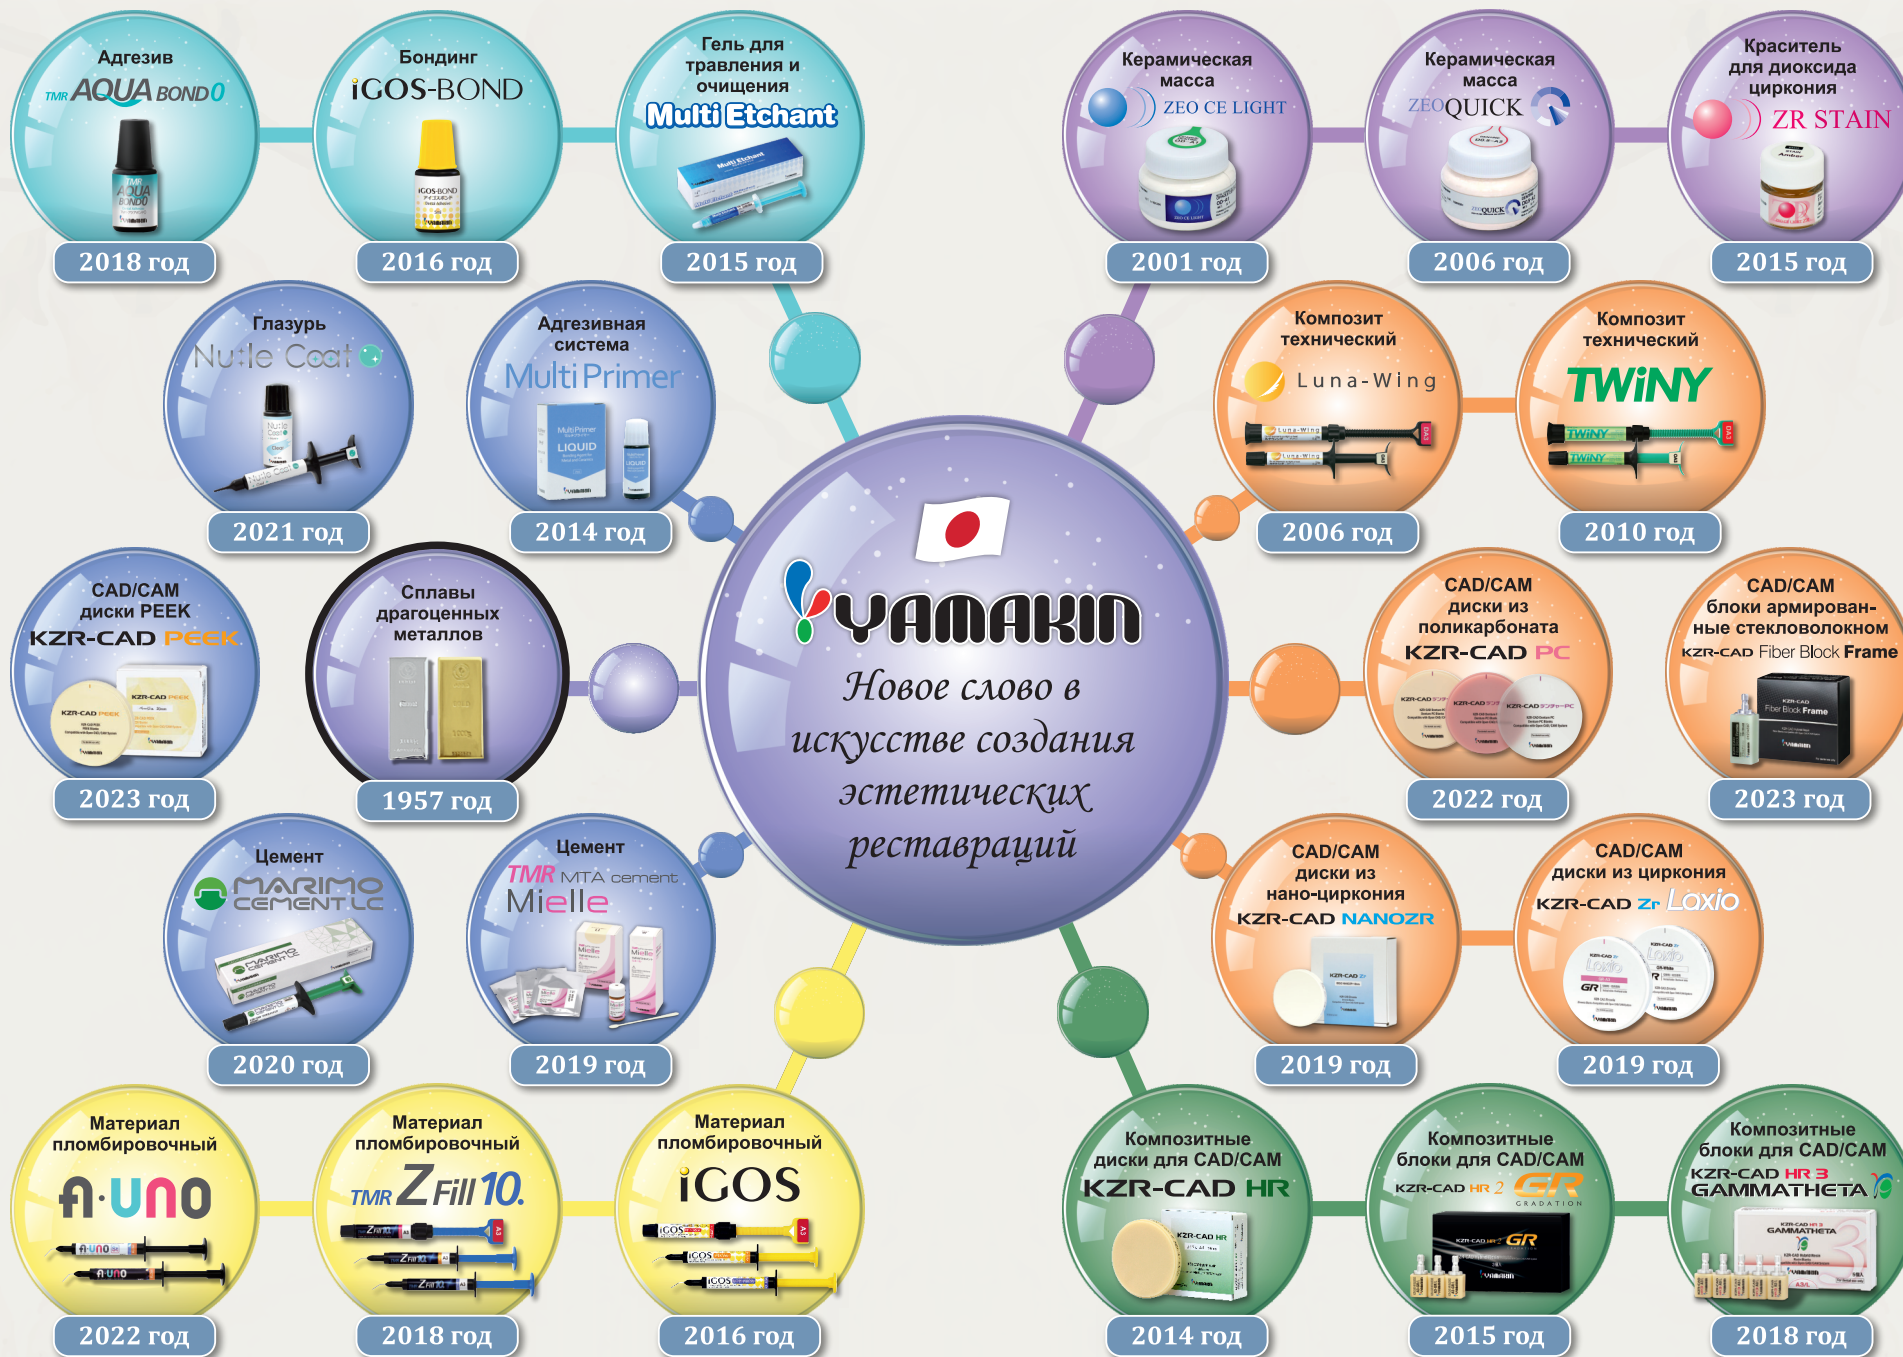 Адгезив
TMR AQUA BOND 0
2018 год
Бондинг
iGOS-BOND
2016 год
Гель для
травления и
очищения
Multi Etchant
2015 год
Керамическая
масса
ZEO CE LIGHT
2001 год
Керамическая
масса
ZEOQUICK
2006 год
Краситель
для диоксида
циркония
ZR STAIN
2015 год
Глазурь
Nu:le Coat
2021 год
Адгезивная
система
Multi Primer
LIQUID
2014 год
Композит
технический
Luna-Wing
2006 год
Композит
технический
TWiNY
2010 год
CAD/CAM
диски PEEK
KZR-CAD PEEK
2023 год
Сплавы
драгоценных
металлов
1957 год
YAMAKIN
Новое слово в
искусстве создания
эстетических
реставраций
CAD/CAM
диски из
поликарбоната
KZR-CAD PC
2022 год
CAD/CAM
блоки армирован-
ные стекловолокном
KZR-CAD Fiber Block Frame
2023 год
Цемент
MARIMO
CEMENT LC
2020 год
Цемент
TMR MTA cement
Mielle
2019 год
CAD/CAM
диски из
нано-циркония
KZR-CAD NANOZR
2019 год
CAD/CAM
диски из циркония
KZR-CAD Zr Laxio
2019 год
Материал
пломбировочный
A·UNO
2022 год
Материал
пломбировочный
TMR Z Fill 10.
2018 год
Материал
пломбировочный
iGOS
2016 год
Композитные
диски для CAD/CAM
KZR-CAD HR
2014 год
Композитные
блоки для CAD/CAM
KZR-CAD HR 2 GR
GRADATION
2015 год
Композитные
блоки для CAD/CAM
KZR-CAD HR 3
GAMMATHETA
2018 год